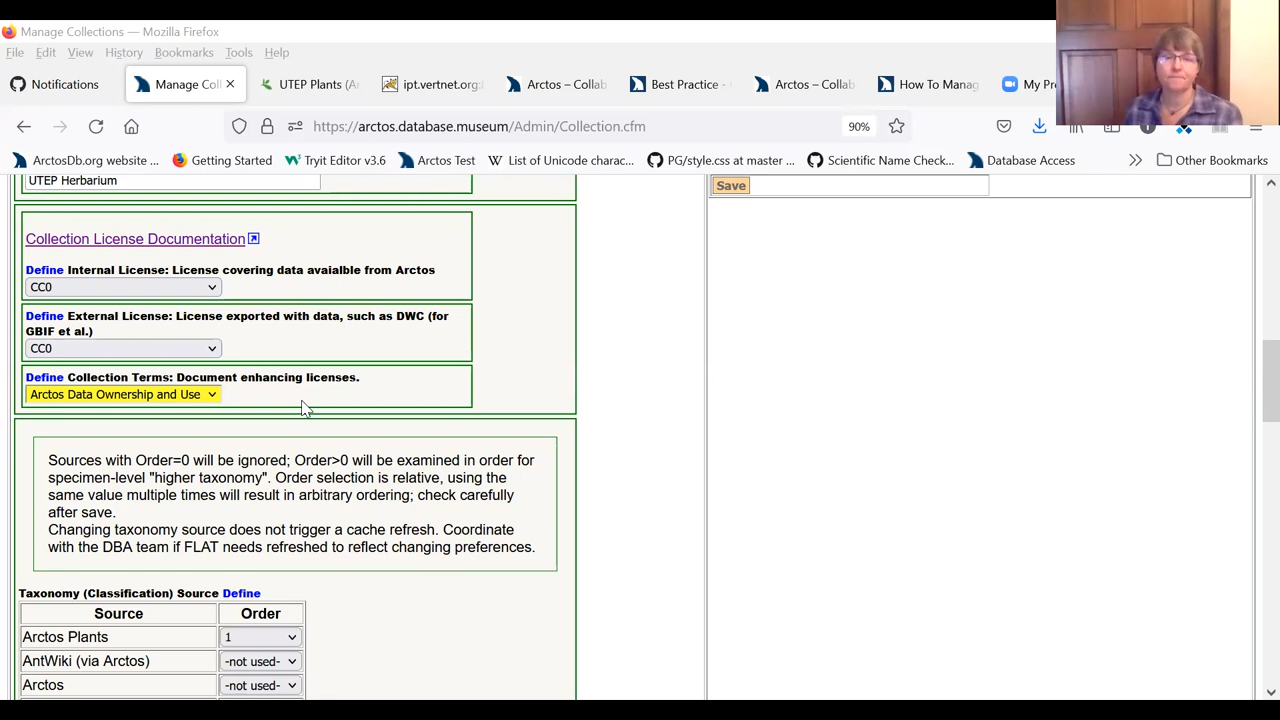 Manage Collections — Mozilla Firefox
File Edit View History Bookmarks Tools Help
Notifications
Manage Coll
UTEP Plants (Ar
ipt.vertnet.org:
Arctos – Collab
Best Practice -
Arctos – Collab
How To Manag
My Pr
https://arctos.database.museum/Admin/Collection.cfm
90%
ArctosDb.org website ...
Getting Started
Tryit Editor v3.6
Arctos Test
List of Unicode charac...
PG/style.css at master ...
Scientific Name Check...
Database Access
Other Bookmarks
UTEP Herbarium
Save
Collection License Documentation
Define Internal License: License covering data avaialble from Arctos
CC0
Define External License: License exported with data, such as DWC (for
GBIF et al.)
CC0
Define Collection Terms: Document enhancing licenses.
Arctos Data Ownership and Use
Sources with Order=0 will be ignored; Order>0 will be examined in order for
specimen-level "higher taxonomy". Order selection is relative, using the
same value multiple times will result in arbitrary ordering; check carefully
after save.
Changing taxonomy source does not trigger a cache refresh. Coordinate
with the DBA team if FLAT needs refreshed to reflect changing preferences.
Taxonomy (Classification) Source Define
Source Order
Arctos Plants 1
AntWiki (via Arctos) -not used-
Arctos -not used-